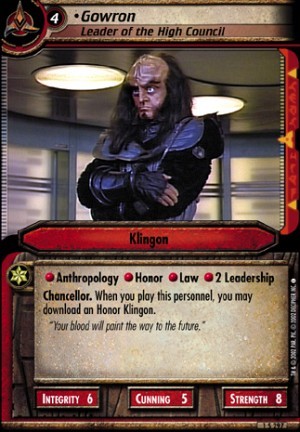 4
• Gowron
Leader of the High Council
Klingon
Anthropology Honor Law 2 Leadership
Chancellor. When you play this personnel, you may
download an Honor Klingon.
"Your blood will paint the way to the future."
INTEGRITY 6 CUNNING 5 STRENGTH 8